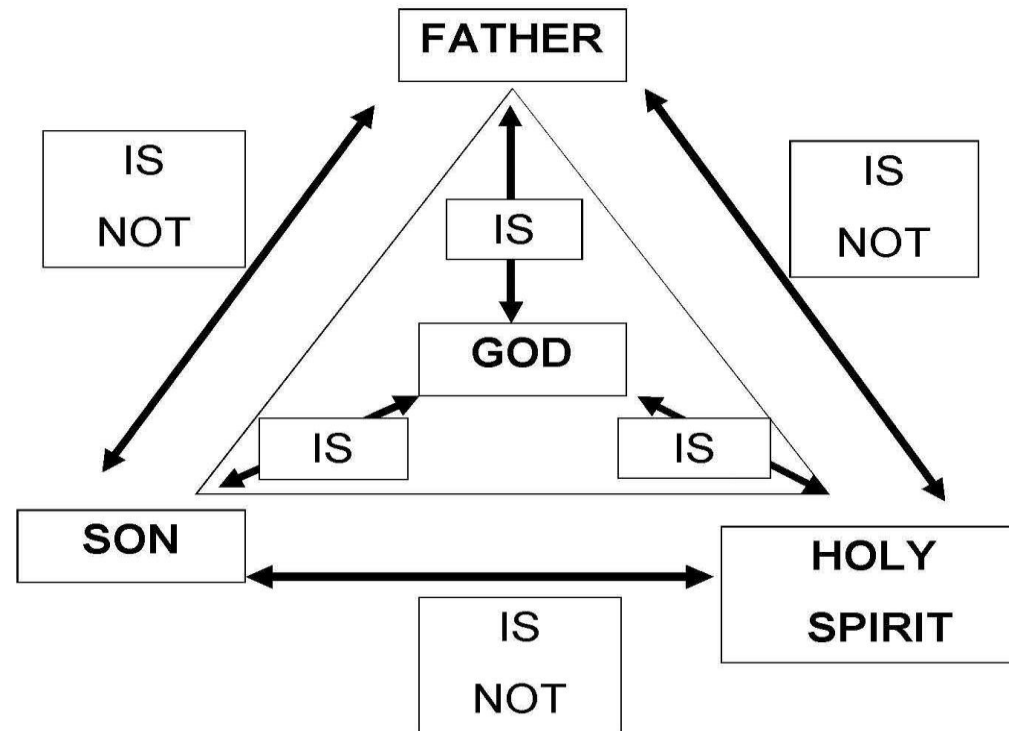 FATHER
IS
NOT
IS
NOT
IS
GOD
IS
IS
SON
HOLY
SPIRIT
IS
NOT